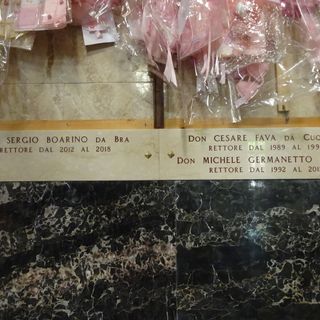 SERGIO BOARINO DA BRA
RETTORE DAL 2012 AL 2018
DON CESARE FAVA DA
RETTORE DAL 1989 AL
DON MICHELE GERMANETTO
RETTORE DAL 1992 AL